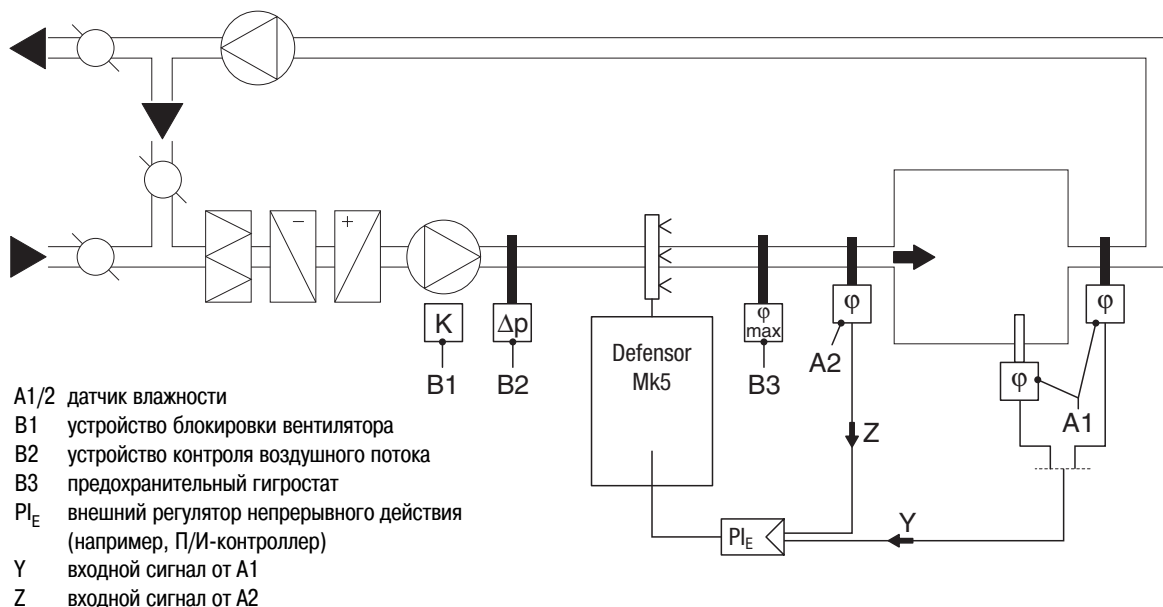 − +
K
Δp
φ
max
φ
φ
φ
B1
B2
B3
A2
A1
Defensor
Mk5
Z
Y
PI_E
A1/2 датчик влажности
B1 устройство блокировки вентилятора
B2 устройство контроля воздушного потока
B3 предохранительный гигростат
PI_E внешний регулятор непрерывного действия
(например, П/И-контроллер)
Y входной сигнал от A1
Z входной сигнал от A2